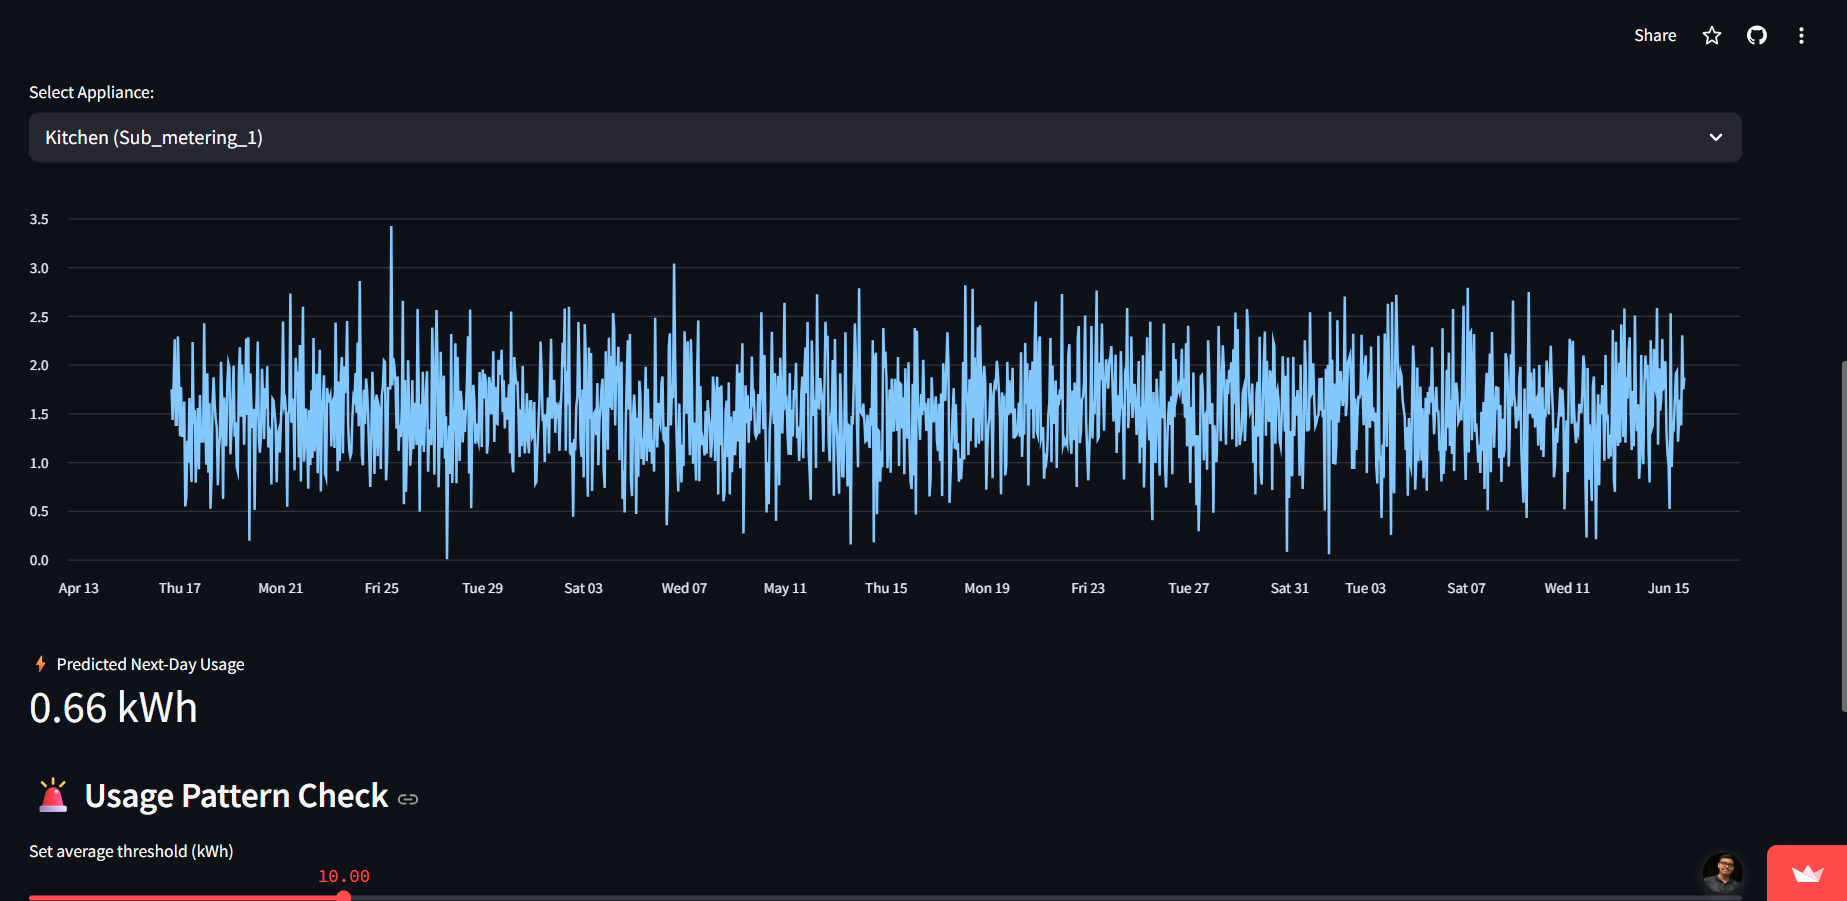 Share
Select Appliance:
Kitchen (Sub_metering_1)
3.5
3.0
2.5
2.0
1.5
1.0
0.5
0.0
Apr 13 Thu 17 Mon 21 Fri 25 Tue 29 Sat 03 Wed 07 May 11 Thu 15 Mon 19 Fri 23 Tue 27 Sat 31 Tue 03 Sat 07 Wed 11 Jun 15
Predicted Next-Day Usage
0.66 kWh
Usage Pattern Check
Set average threshold (kWh)
10.00